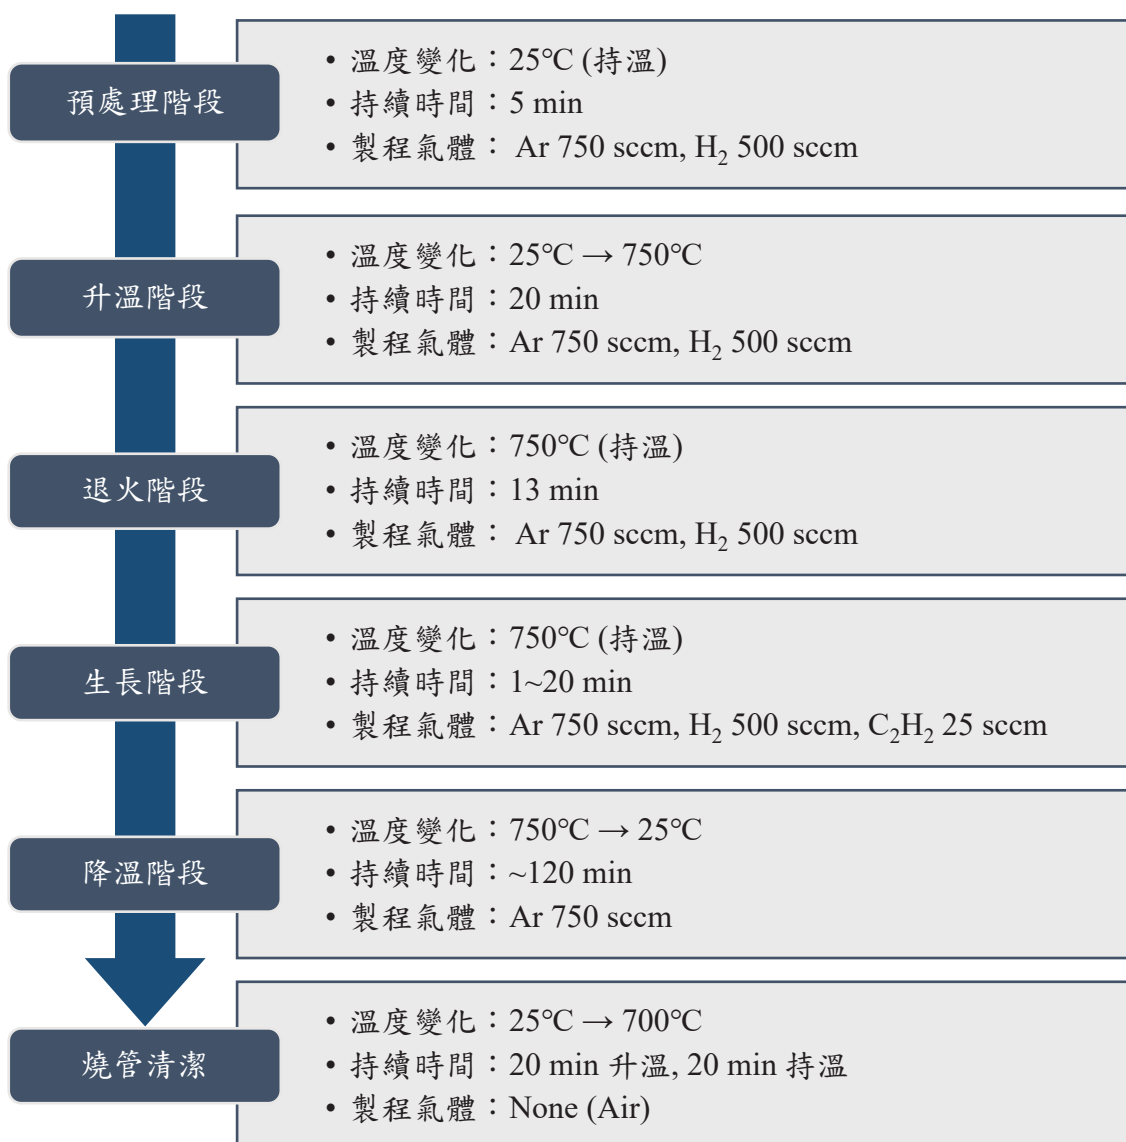 預處理階段
• 溫度變化：25℃ (持溫)
• 持續時間：5 min
• 製程氣體： Ar 750 sccm, H₂ 500 sccm
升溫階段
• 溫度變化：25℃ → 750℃
• 持續時間：20 min
• 製程氣體：Ar 750 sccm, H₂ 500 sccm
退火階段
• 溫度變化：750℃ (持溫)
• 持續時間：13 min
• 製程氣體： Ar 750 sccm, H₂ 500 sccm
生長階段
• 溫度變化：750℃ (持溫)
• 持續時間：1~20 min
• 製程氣體：Ar 750 sccm, H₂ 500 sccm, C₂H₂ 25 sccm
降溫階段
• 溫度變化：750℃ → 25℃
• 持續時間：~120 min
• 製程氣體：Ar 750 sccm
燒管清潔
• 溫度變化：25℃ → 700℃
• 持續時間：20 min 升溫, 20 min 持溫
• 製程氣體：None (Air)